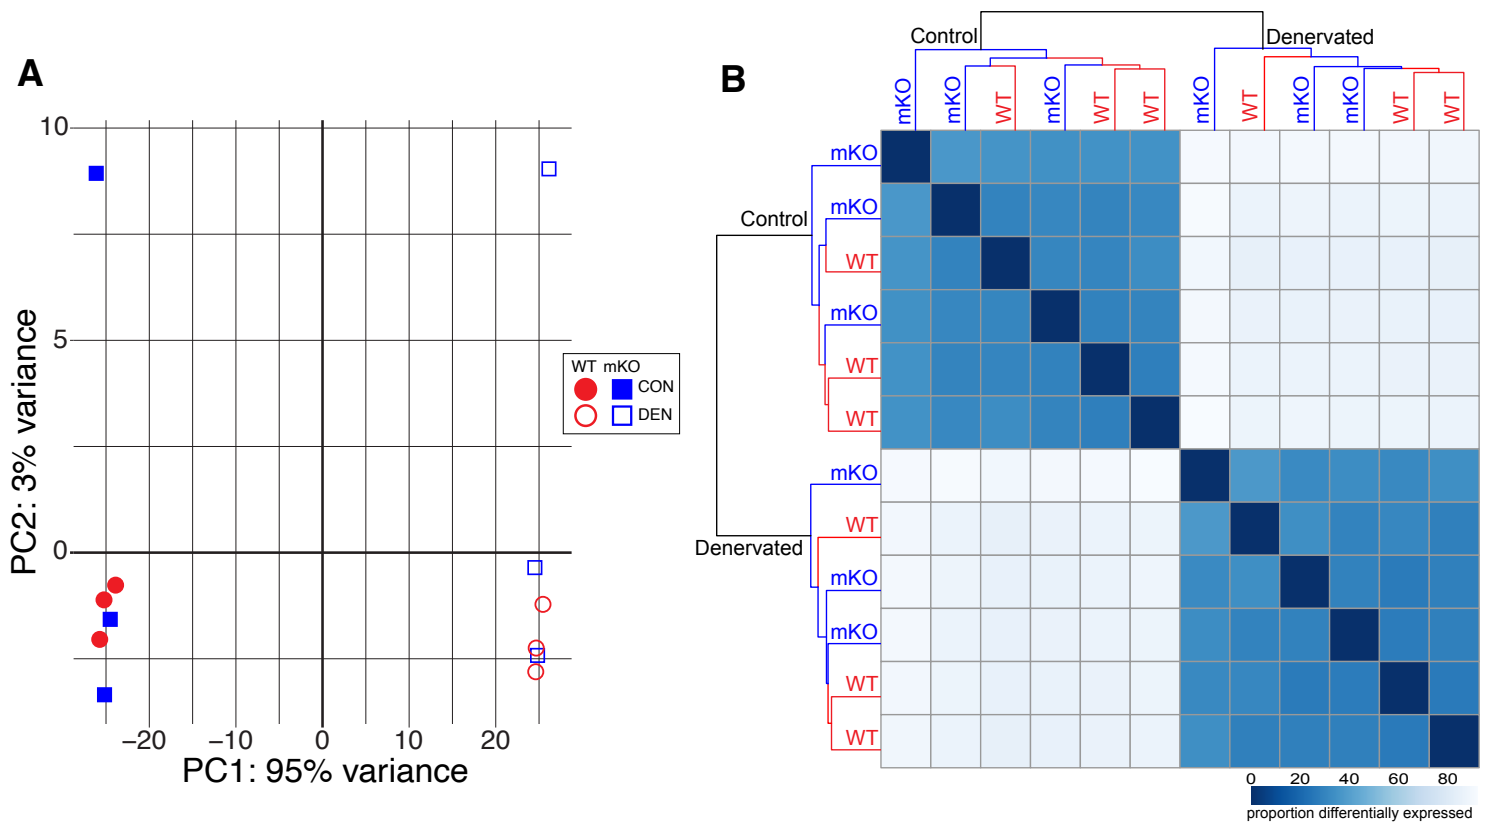 A
10
5
0
PC2: 3% variance
−20 −10 0 10 20
PC1: 95% variance
WT mKO
CON
DEN
B
Control Denervated
mKO mKO WT mKO WT WT mKO WT mKO mKO WT WT
mKO
mKO
Control
WT
mKO
WT
WT
mKO
WT
Denervated
mKO
mKO
WT
WT
0 20 40 60 80
proportion differentially expressed